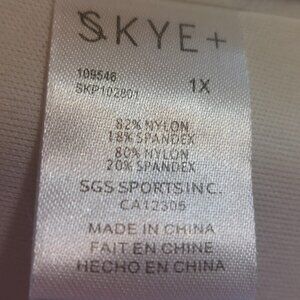 SKYE+
109546
SKP102801
1X
82% NYLON
18% SPANDEX
80% NYLON
20% SPANDEX
SGS SPORTS INC.
CA12305
MADE IN CHINA
FAIT EN CHINE
HECHO EN CHINA